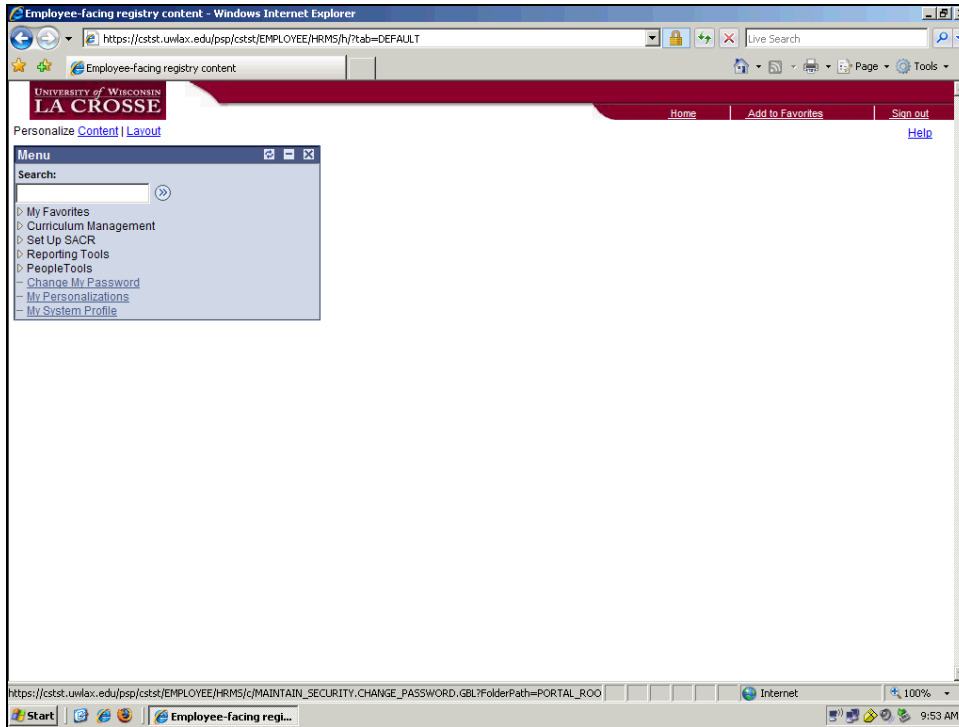 Employee-facing registry content - Windows Internet Explorer
https://cstst.uwlax.edu/psp/cstst/EMPLOYEE/HRMS/h/?tab=DEFAULT
Live Search
Employee-facing registry content
Page
Tools
UNIVERSITY of WISCONSIN
LA CROSSE
Home
Add to Favorites
Sign out
Personalize Content | Layout
Help
Menu
Search:
My Favorites
Curriculum Management
Set Up SACR
Reporting Tools
PeopleTools
Change My Password
My Personalizations
My System Profile
https://cstst.uwlax.edu/psp/cstst/EMPLOYEE/HRMS/c/MAINTAIN_SECURITY.CHANGE_PASSWORD.GBL?FolderPath=PORTAL_ROO
Internet
100%
Start
Employee-facing regi...
9:53 AM